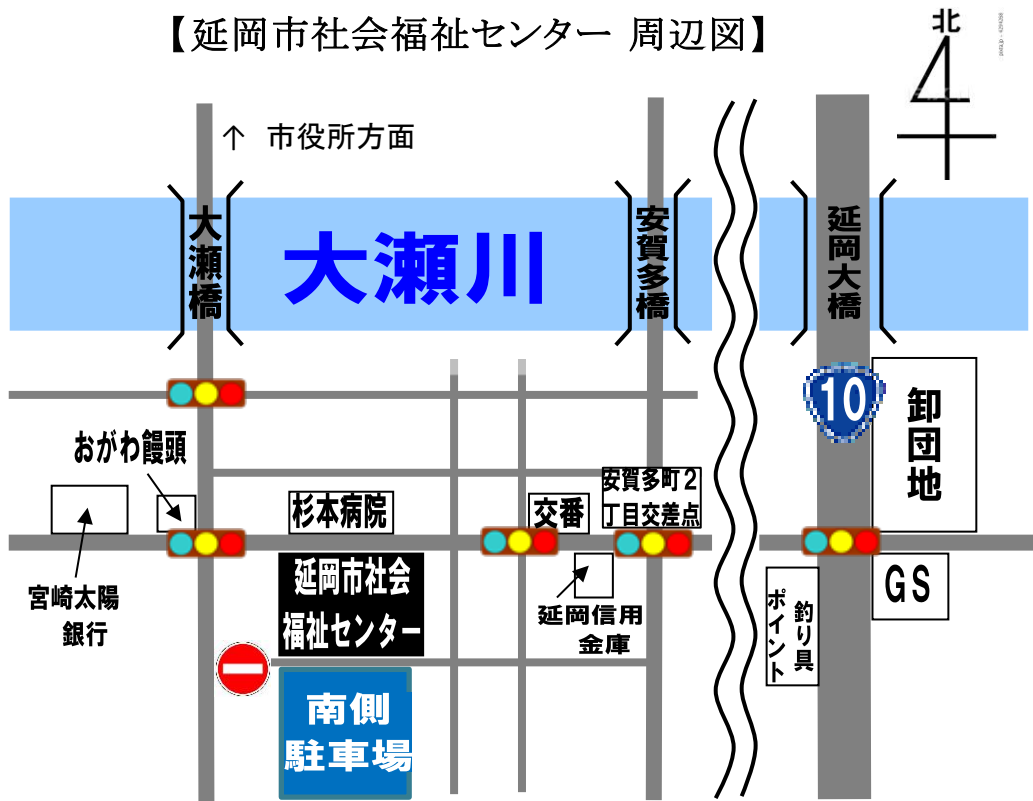 【延岡市社会福祉センター 周辺図】
北
↑ 市役所方面
大瀬橋
大瀬川
安賀多橋
延岡大橋
10
卸団地
おがわ饅頭
杉本病院
交番
安賀多町2
丁目交差点
宮崎太陽
銀行
延岡市社会
福祉センター
延岡信用
金庫
釣り具
ポイント
GS
南側
駐車場